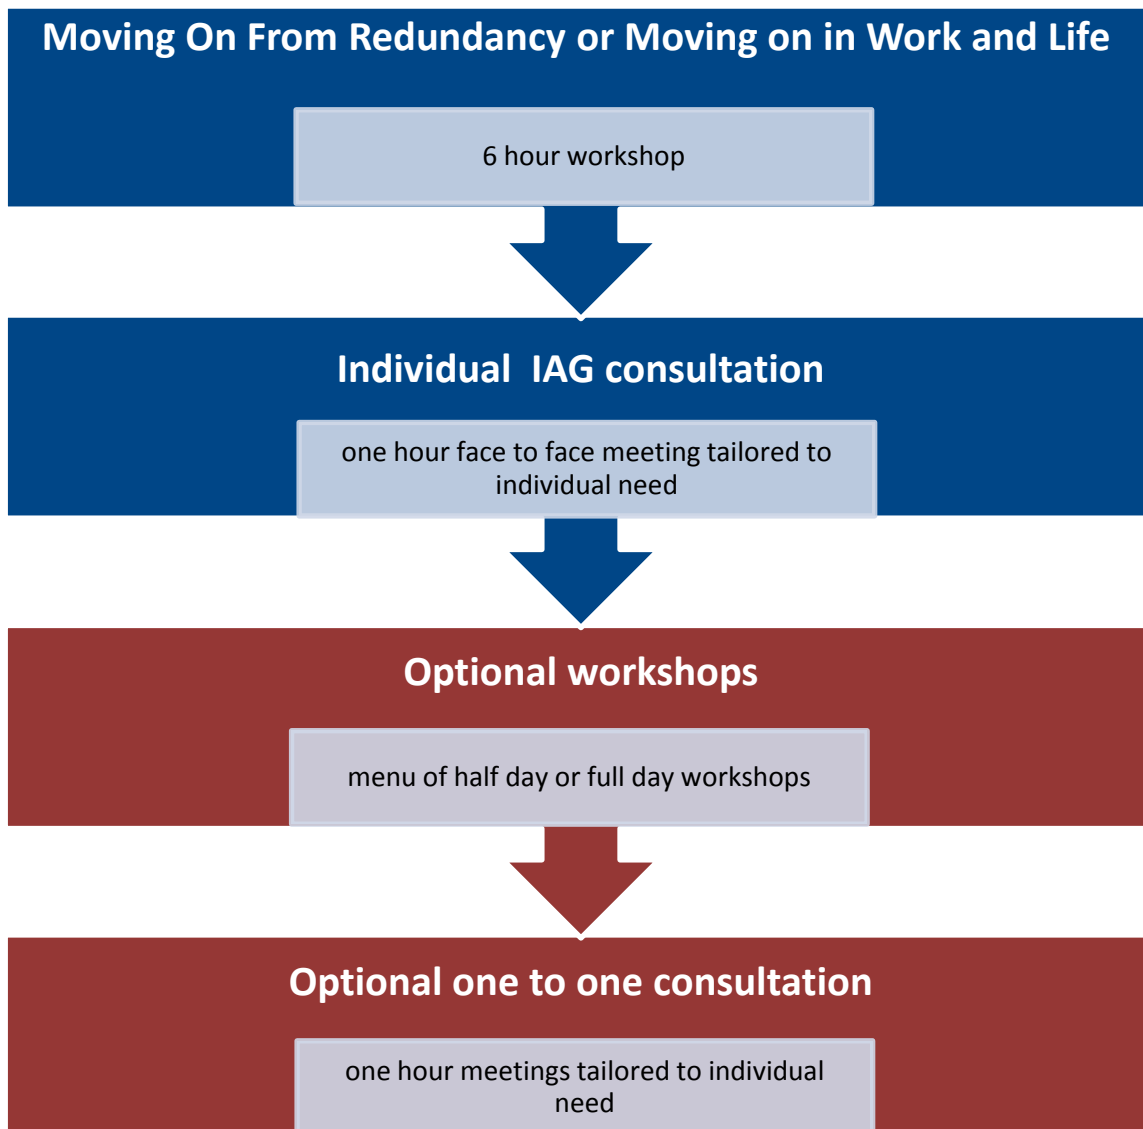 Moving On From Redundancy or Moving on in Work and Life
6 hour workshop
Individual  IAG consultation
one hour face to face meeting tailored to
individual need
Optional workshops
menu of half day or full day workshops
Optional one to one consultation
one hour meetings tailored to individual
need